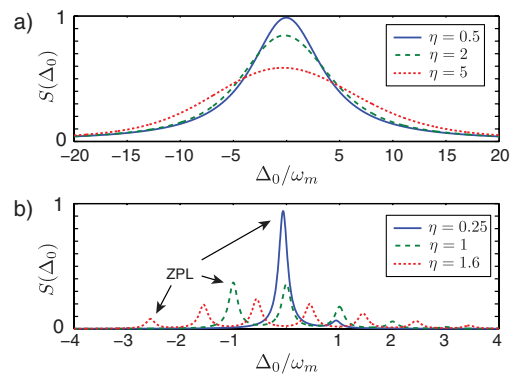 a)
S(Δ₀)
1
0
−20 −15 −10 −5 0 5 10 15 20
Δ₀/ωₘ
η = 0.5
η = 2
η = 5
b)
S(Δ₀)
1
0
−4 −3 −2 −1 0 1 2 3 4
Δ₀/ωₘ
ZPL
η = 0.25
η = 1
η = 1.6